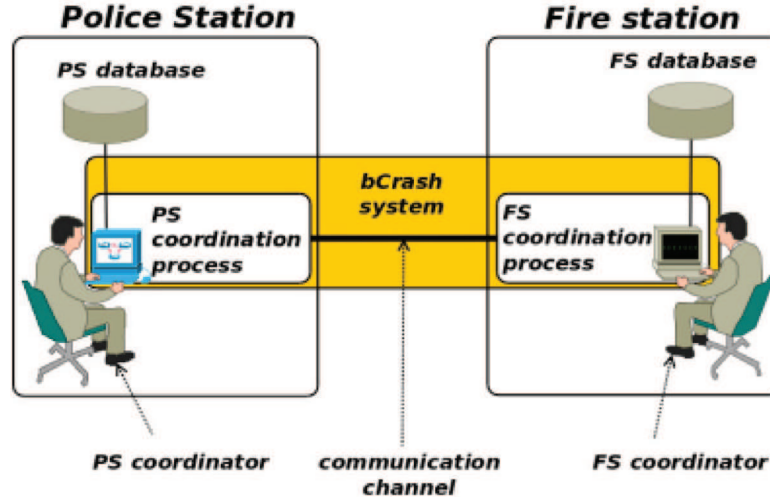 Police Station
Fire station
PS database
FS database
bCrash
system
PS
coordination
process
FS
coordination
process
PS coordinator
communication
channel
FS coordinator